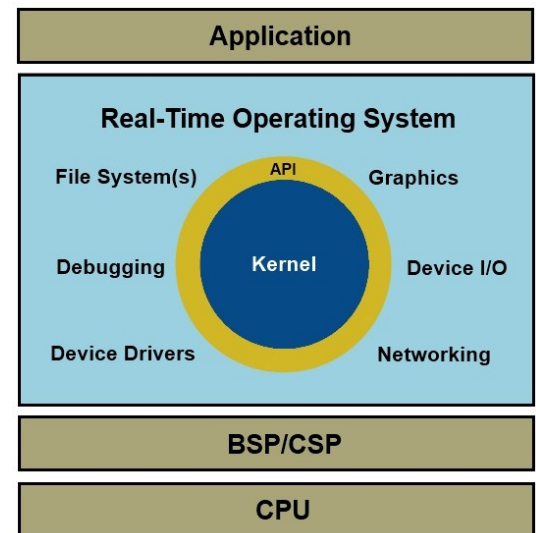 Application
Real-Time Operating System
API
File System(s)
Graphics
Kernel
Debugging
Device I/O
Device Drivers
Networking
BSP/CSP
CPU